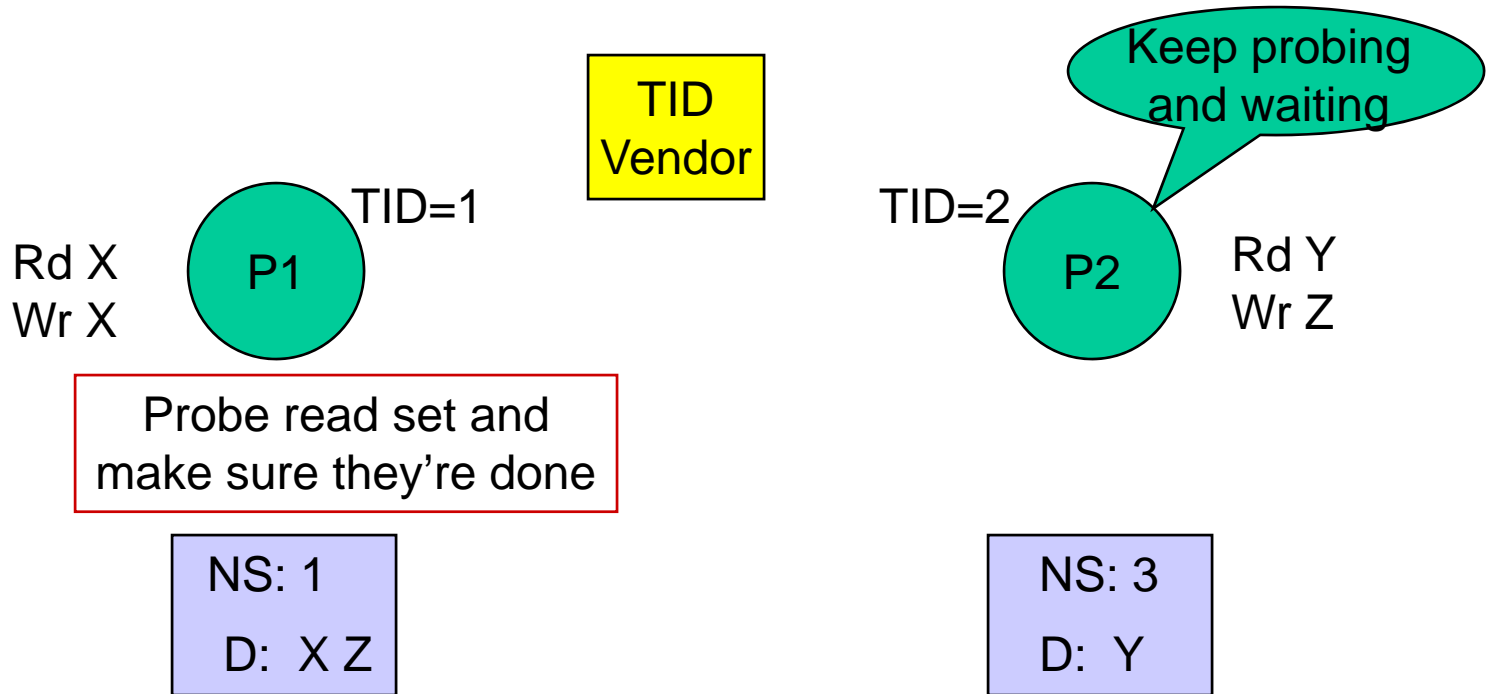 Keep probing
and waiting
TID
Vendor
TID=1
TID=2
Rd X
Wr X
P1
P2
Rd Y
Wr Z
Probe read set and
make sure they're done
NS: 1
D: X Z
NS: 3
D: Y